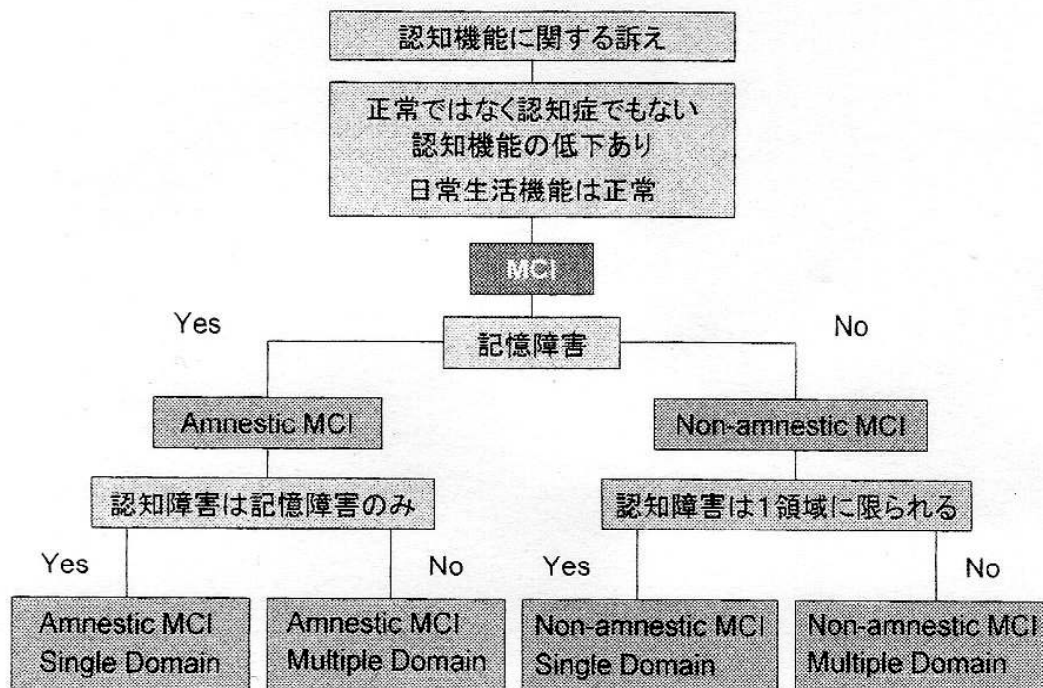 認知機能に関する訴え
正常ではなく認知症でもない
認知機能の低下あり
日常生活機能は正常
MCI
Yes
No
記憶障害
Amnestic MCI
Non-amnestic MCI
認知障害は記憶障害のみ
認知障害は1領域に限られる
Yes
No
Yes
No
Amnestic MCI
Single Domain
Amnestic MCI
Multiple Domain
Non-amnestic MCI
Single Domain
Non-amnestic MCI
Multiple Domain